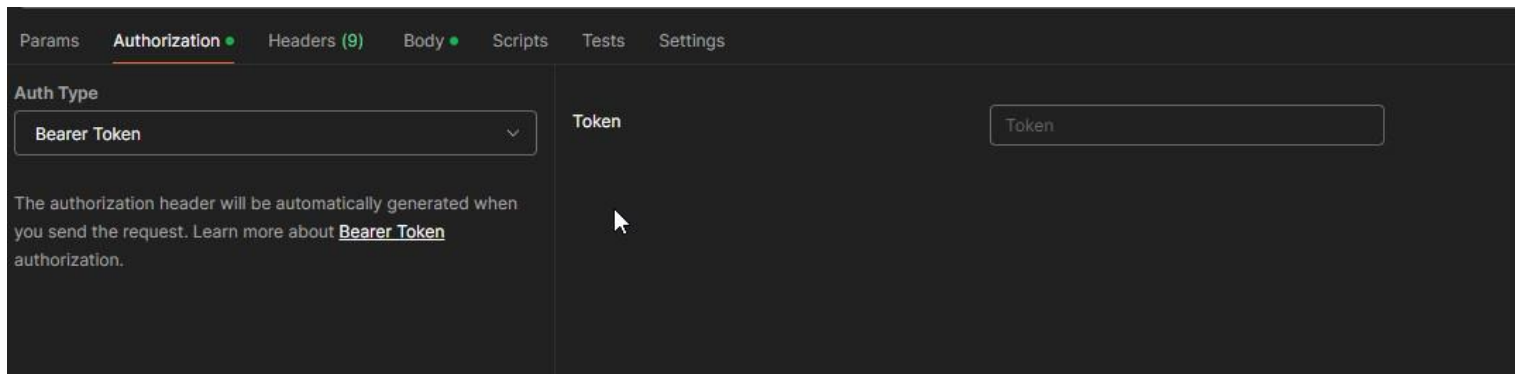 Params Authorization Headers (9) Body Scripts Tests Settings
Auth Type
Bearer Token
The authorization header will be automatically generated when
you send the request. Learn more about Bearer Token
authorization.
Token
Token